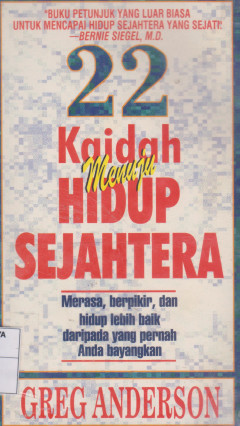 "BUKU PETUNJUK YANG LUAR BIASA
UNTUK MENCAPAI HIDUP SEJAHTERA YANG SEJATI."
—BERNIE SIEGEL, M.D.
22
Kaidah
Menuju
HIDUP
SEJAHTERA
Merasa, berpikir, dan
hidup lebih baik
daripada yang pernah
Anda bayangkan
GREG ANDERSON